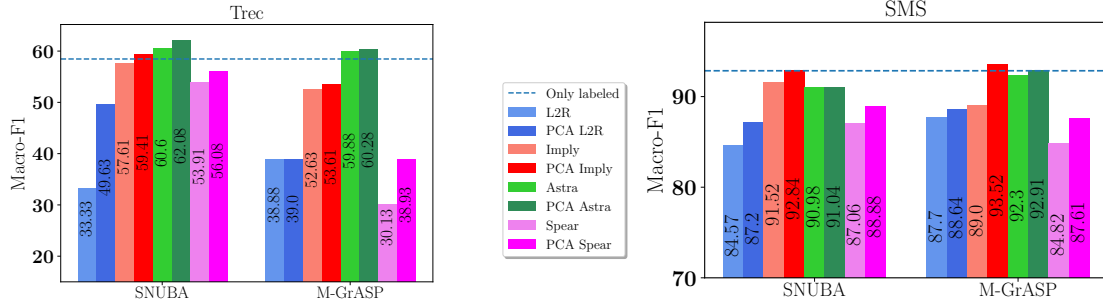 Trec
Macro-F1
60
50
40
30
20
33.33
49.63
57.61
59.41
60.6
62.08
53.91
56.08
38.88
39.0
52.63
53.61
59.88
60.28
30.13
38.93
SNUBA
M-GrASP
Only labeled
L2R
PCA L2R
Imply
PCA Imply
Astra
PCA Astra
Spear
PCA Spear
SMS
Macro-F1
90
80
70
84.57
87.2
91.52
92.84
90.98
91.04
87.06
88.88
87.7
88.64
89.0
93.52
92.3
92.91
84.82
87.61
SNUBA
M-GrASP